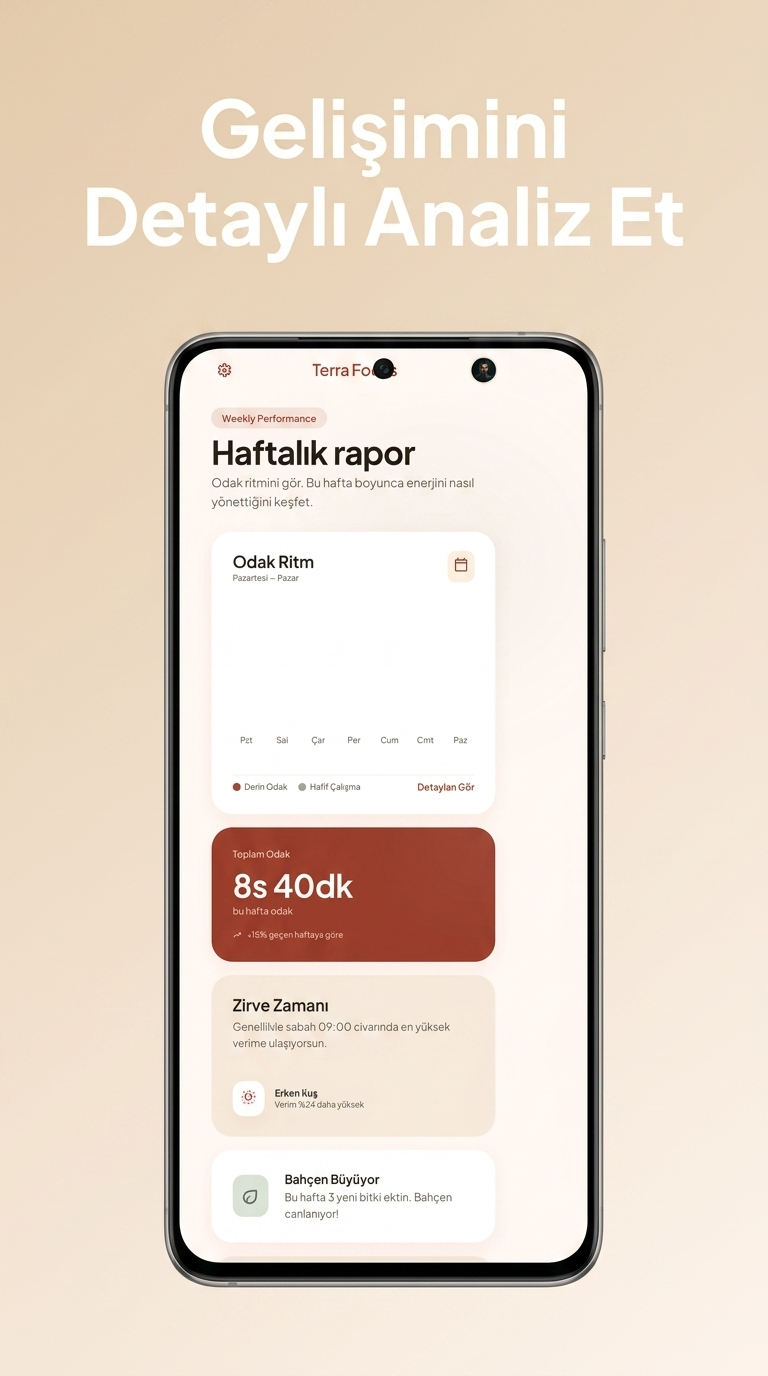 Gelişimini
Detaylı Analiz Et
Terra Fo s
Weekly Performance
Haftalık rapor
Odak ritmini gör. Bu hafta boyunca enerjini nasıl
yönettiğini keşfet.
Odak Ritm
Pazartesi – Pazar
Pzt Sai Çar Per Cum Cmt Paz
Derin Odak Hafif Çalışma Detayları Gör
Toplam Odak
8s 40dk
bu hafta odak
+15% geçen haftaya göre
Zirve Zamanı
sabah 09:00 civarında en yüksek
verime ulaşıyorsun.
Erken Kuş
Verim %24 daha yüksek
Bahçen Büyüyor
Bu hafta 3 yeni bitki ektin. Bahçen
canlanıyor!